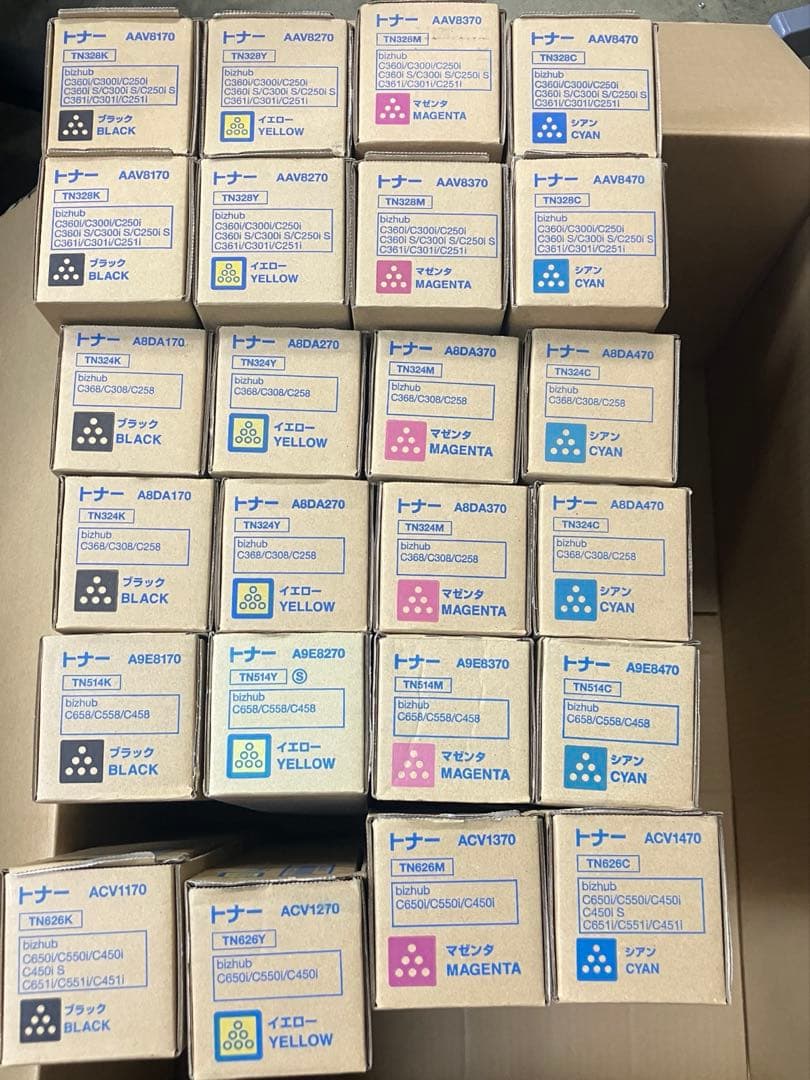 トナー AAV8170
TN328K
bizhub
C360i/C300i/C250i
C360i S/C300i S/C250i S
C361i/C301i/C251i
ブラック
BLACK
トナー AAV8270
TN328Y
bizhub
C360i/C300i/C250i
C360i S/C300i S/C250i S
C361i/C301i/C251i
イエロー
YELLOW
トナー AAV8370
TN328M
bizhub
C360i/C300i/C250i
C360i S/C300i S/C250i S
C361i/C301i/C251i
マゼンタ
MAGENTA
トナー AAV8470
TN328C
bizhub
C360i/C300i/C250i
C360i S/C300i S/C250i S
C361i/C301i/C251i
シアン
CYAN
トナー AAV8170
TN328K
bizhub
C360i/C300i/C250i
C360i S/C300i S/C250i S
C361i/C301i/C251i
ブラック
BLACK
トナー AAV8270
TN328Y
bizhub
C360i/C300i/C250i
C360i S/C300i S/C250i S
C361i/C301i/C251i
イエロー
YELLOW
トナー AAV8370
TN328M
bizhub
C360i/C300i/C250i
C360i S/C300i S/C250i S
C361i/C301i/C251i
マゼンタ
MAGENTA
トナー AAV8470
TN328C
bizhub
C360i/C300i/C250i
C360i S/C300i S/C250i S
C361i/C301i/C251i
シアン
CYAN
トナー A8DA170
TN324K
bizhub
C368/C308/C258
ブラック
BLACK
トナー A8DA270
TN324Y
bizhub
C368/C308/C258
イエロー
YELLOW
トナー A8DA370
TN324M
bizhub
C368/C308/C258
マゼンタ
MAGENTA
トナー A8DA470
TN324C
bizhub
C368/C308/C258
シアン
CYAN
トナー A8DA170
TN324K
bizhub
C368/C308/C258
ブラック
BLACK
トナー A8DA270
TN324Y
bizhub
C368/C308/C258
イエロー
YELLOW
トナー A8DA370
TN324M
bizhub
C368/C308/C258
マゼンタ
MAGENTA
トナー A8DA470
TN324C
bizhub
C368/C308/C258
シアン
CYAN
トナー A9E8170
TN514K
bizhub
C658/C558/C458
ブラック
BLACK
トナー A9E8270
TN514Y Ⓢ
bizhub
C658/C558/C458
イエロー
YELLOW
トナー A9E8370
TN514M
bizhub
C658/C558/C458
マゼンタ
MAGENTA
トナー A9E8470
TN514C
bizhub
C658/C558/C458
シアン
CYAN
トナー ACV1170
TN626K
bizhub
C650i/C550i/C450i
C450i S
C651i/C551i/C451i
ブラック
BLACK
トナー ACV1270
TN626Y
bizhub
C650i/C550i/C450i
イエロー
YELLOW
トナー ACV1370
TN626M
bizhub
C650i/C550i/C450i
マゼンタ
MAGENTA
トナー ACV1470
TN626C
bizhub
C650i/C550i/C450i
C450i S
C651i/C551i/C451i
シアン
CYAN